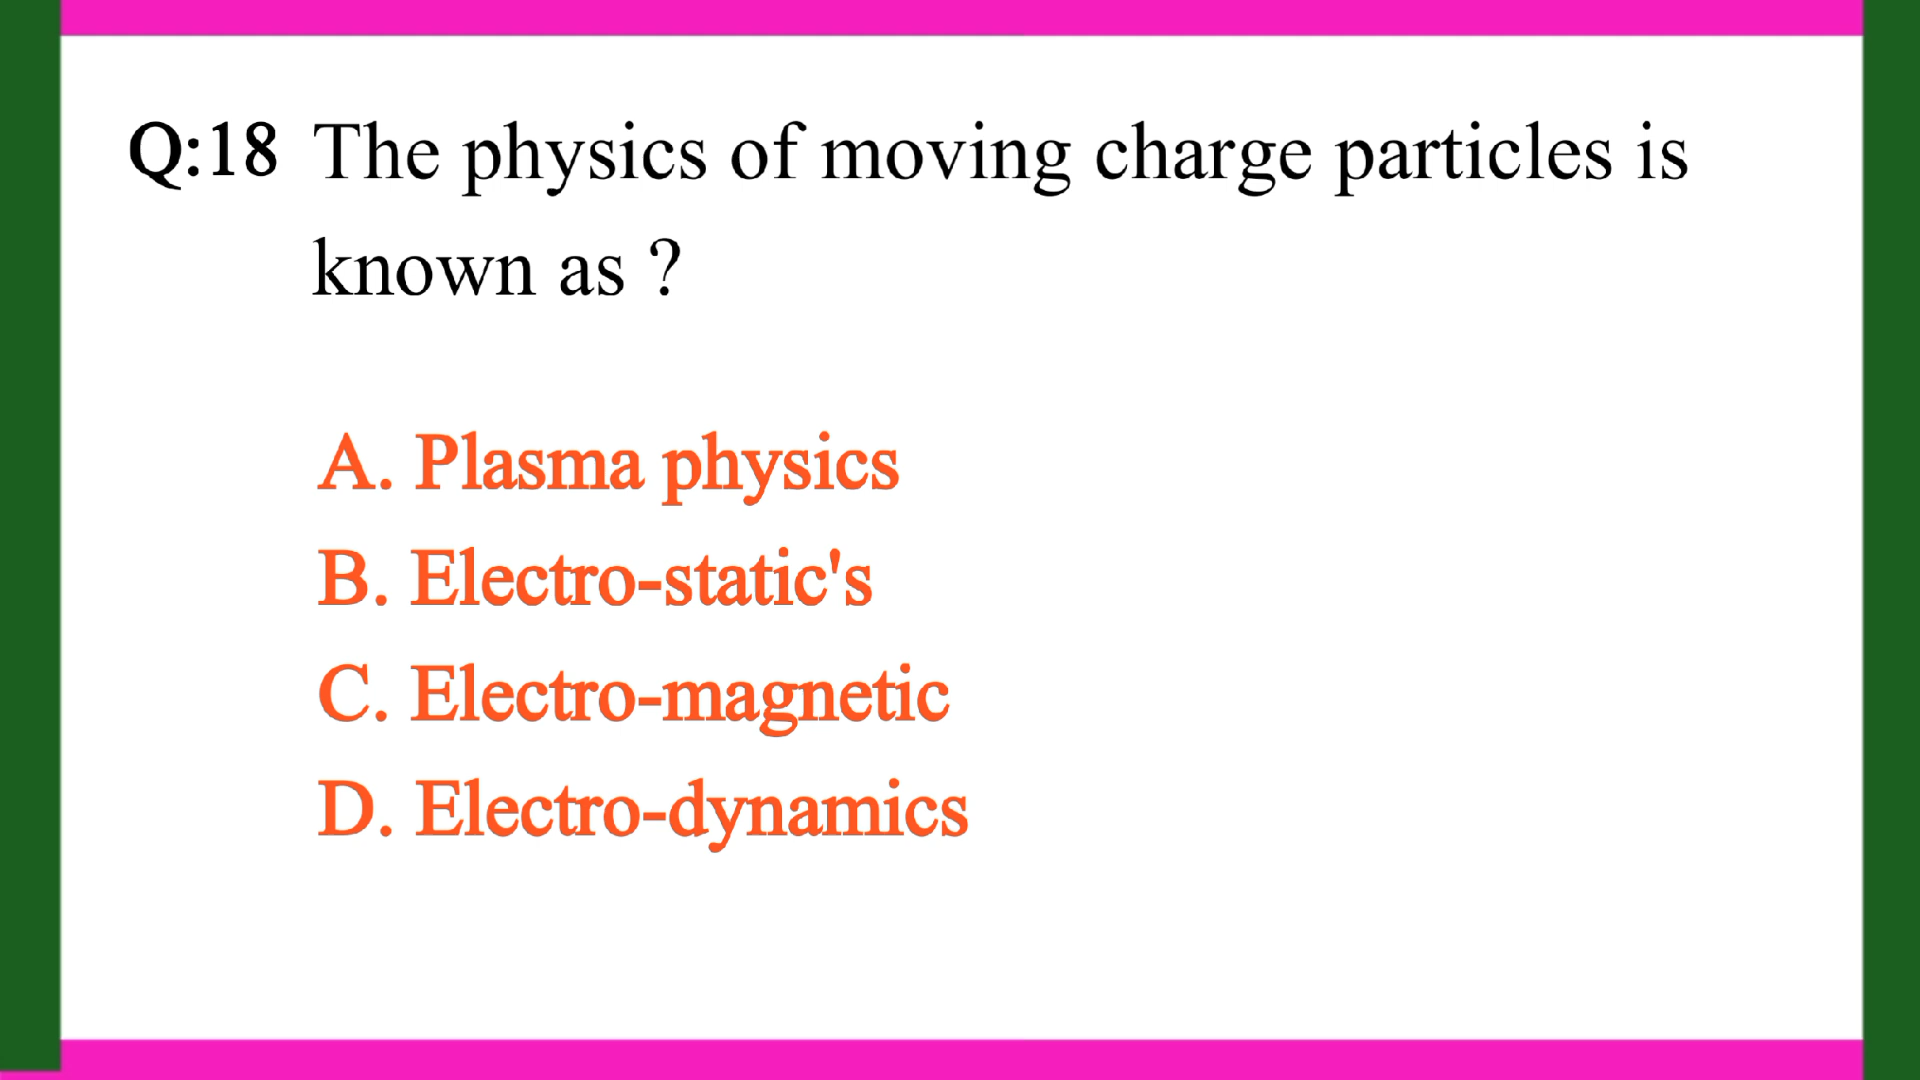 Q:18 The physics of moving charge particles is
known as ?
A. Plasma physics
B. Electro-static's
C. Electro-magnetic
D. Electro-dynamics